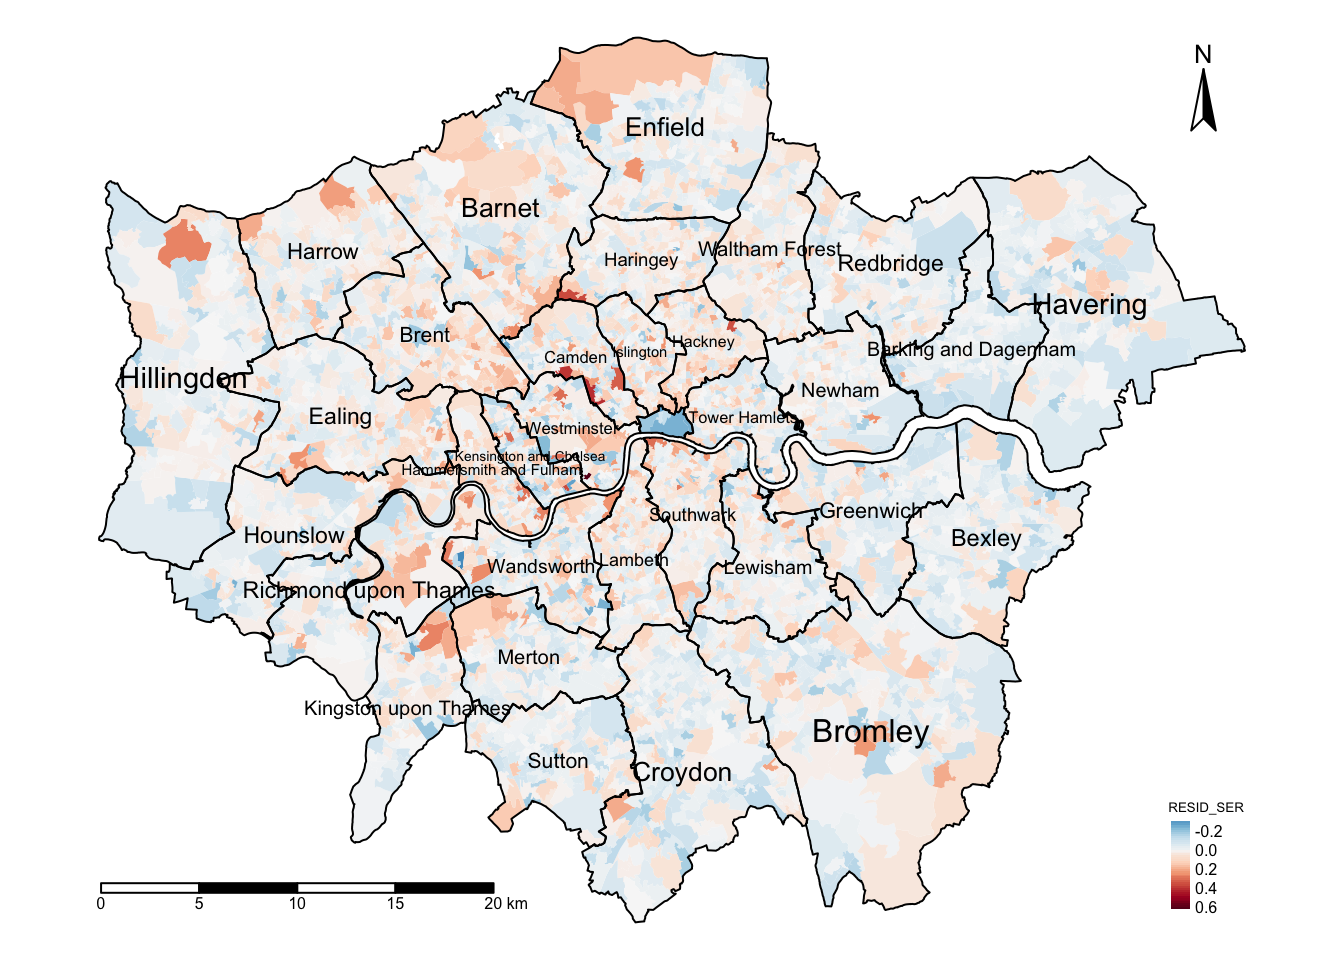 N
Enfield
Barnet
Harrow
Haringey
Waltham Forest
Redbridge
Havering
Brent
Hackney
Islington
Camden
Barking and Dagenham
Hillingdon
Newham
Ealing
Tower Hamlets
Westminster
Kensington and Chelsea
Hammersmith and Fulham
Southwark
Greenwich
Hounslow
Bexley
Wandsworth
Lambeth
Lewisham
Richmond upon Thames
Merton
Kingston upon Thames
Bromley
Sutton
Croydon
RESID_SER
-0.2
0.0
0.2
0.4
0.6
0 5 10 15 20 km